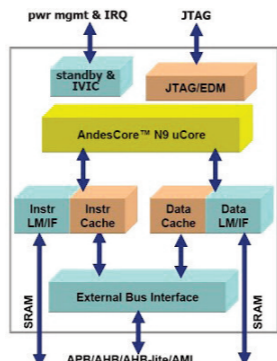 pwr mgmt & IRQ
JTAG
standby &
IVIC
JTAG/EDM
AndesCore™ N9 uCore
Instr
LM/IF
Instr
Cache
Data
Cache
Data
LM/IF
External Bus Interface
SRAM
SRAM
APB/AHB/AHB-lite/AMI